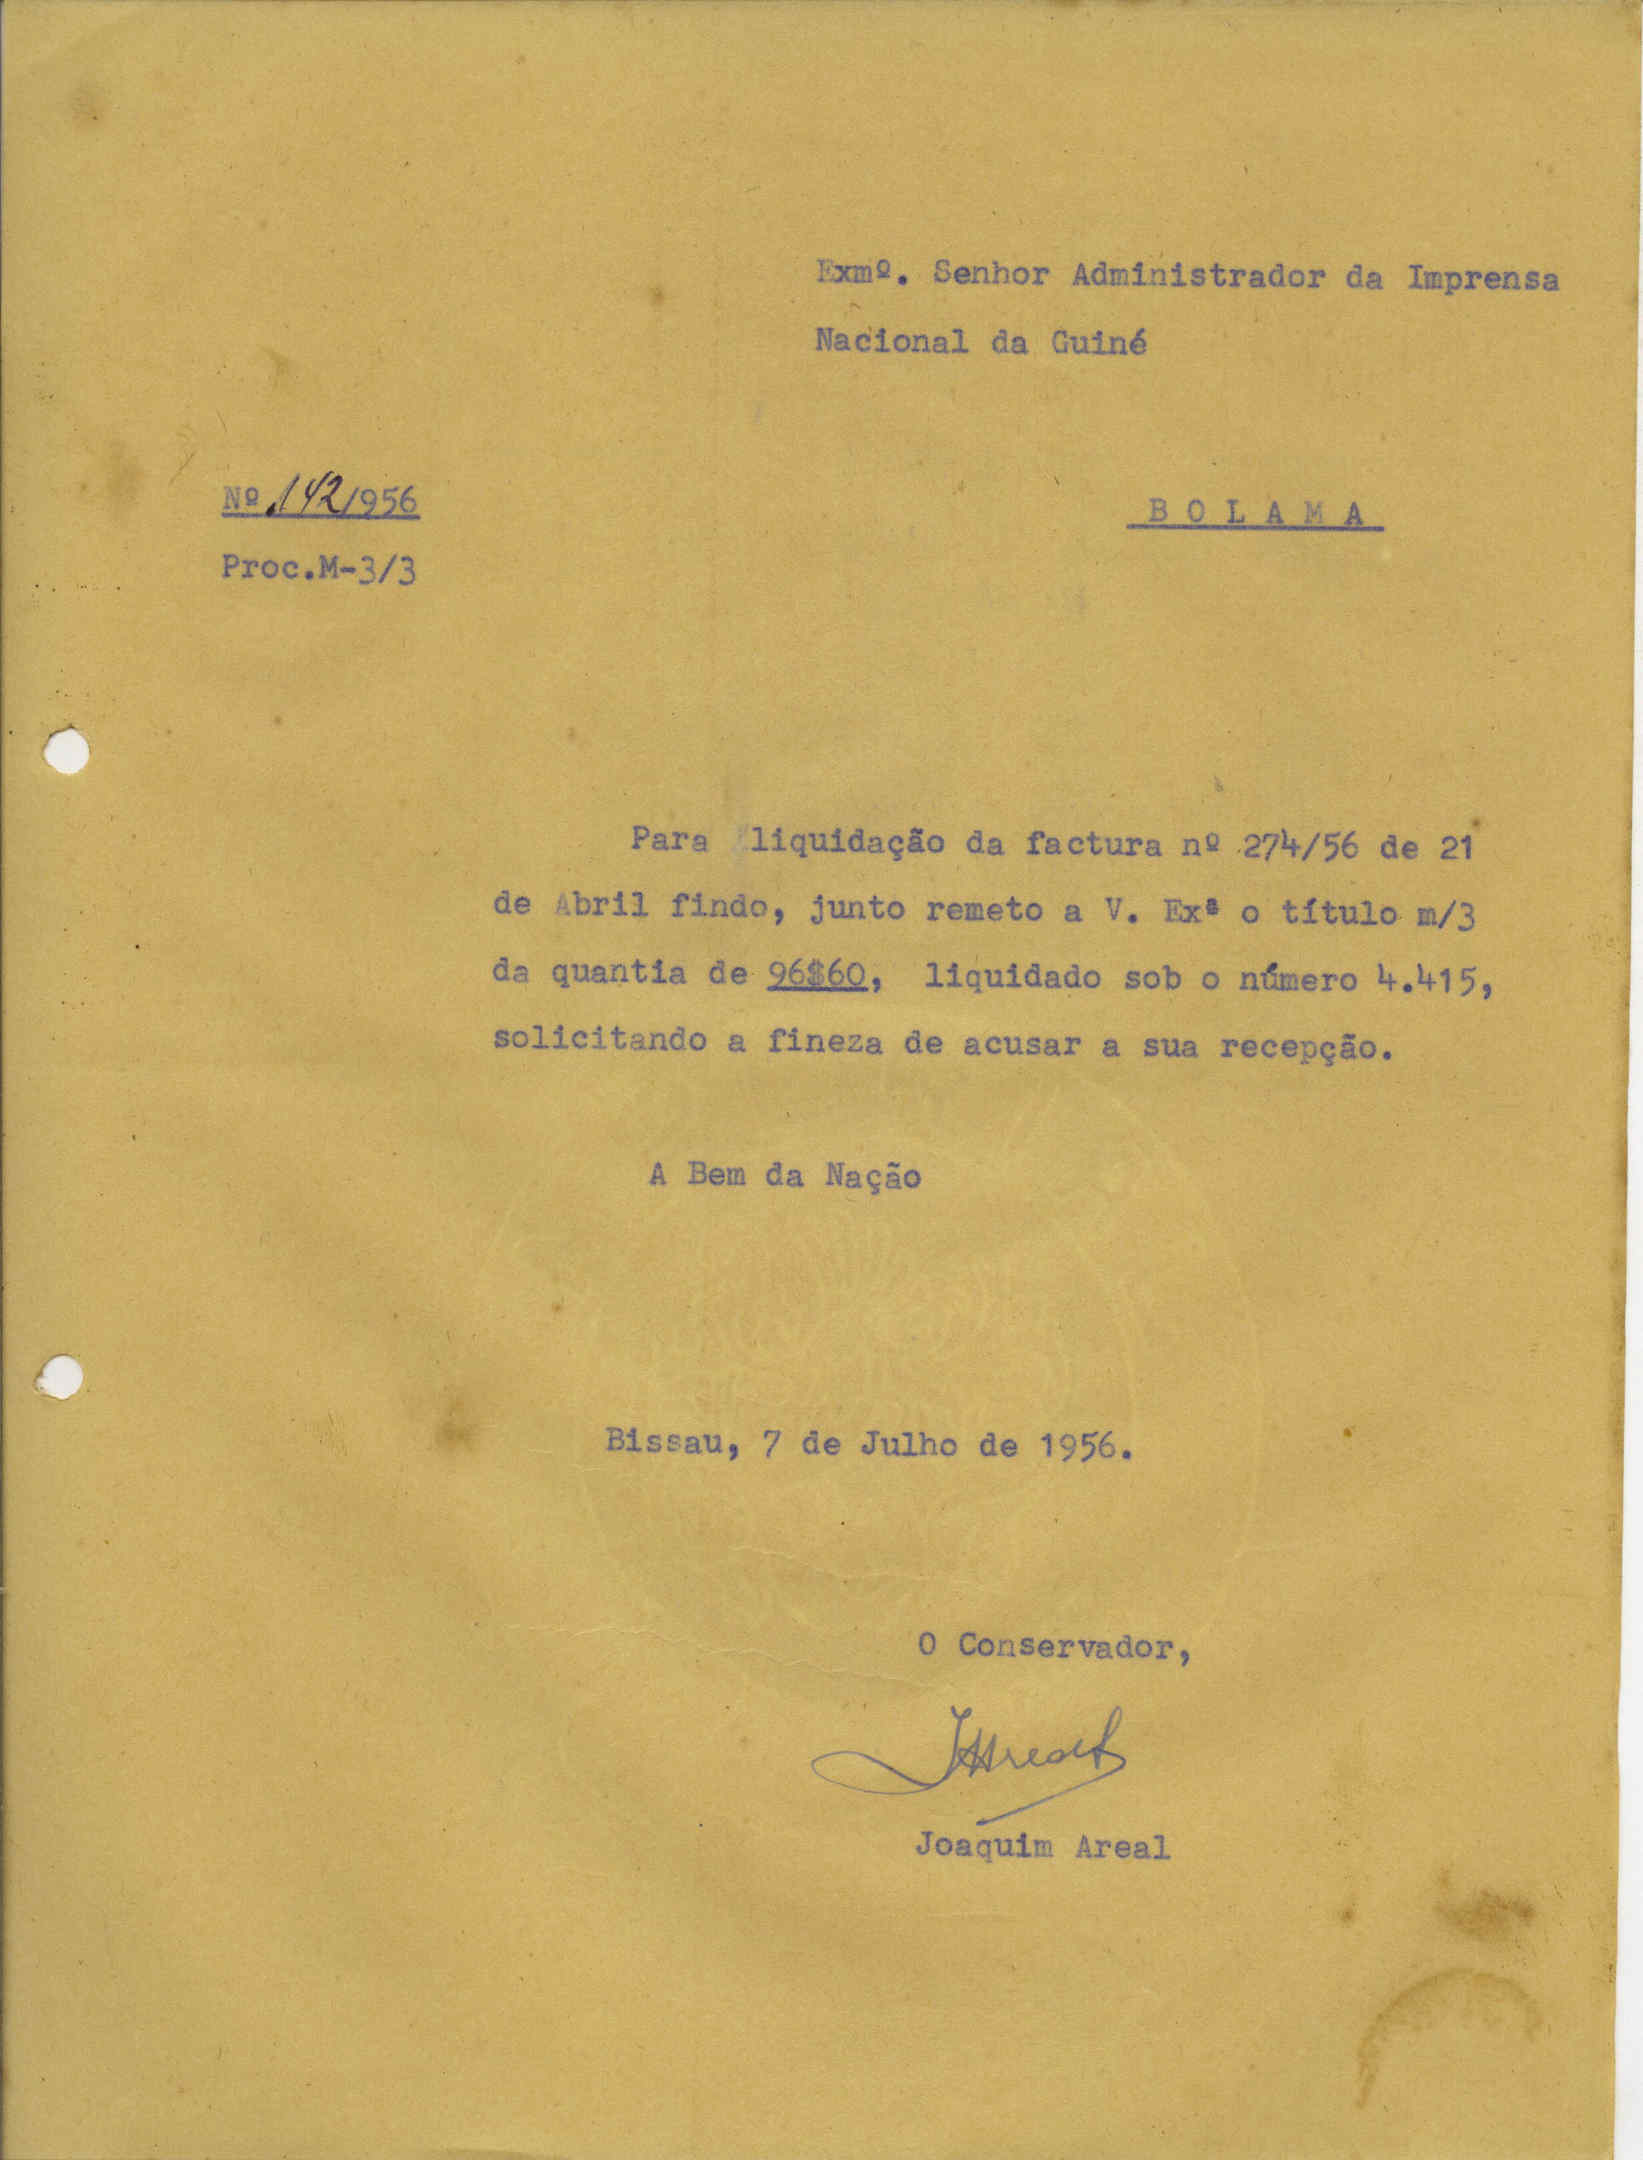 Exmº. Senhor Administrador da Imprensa
Nacional da Guiné
Nº 142/956
BOLAMA
Proc.M-3/3
Para liquidação da factura nº 274/56 de 21
de Abril findo, junto remeto a V. Exª o título m/3
da quantia de 96$60, liquidado sob o número 4.415,
solicitando a fineza de acusar a sua recepção.
A Bem da Nação
Bissau, 7 de Julho de 1956.
O Conservador,
JAreal
Joaquim Areal